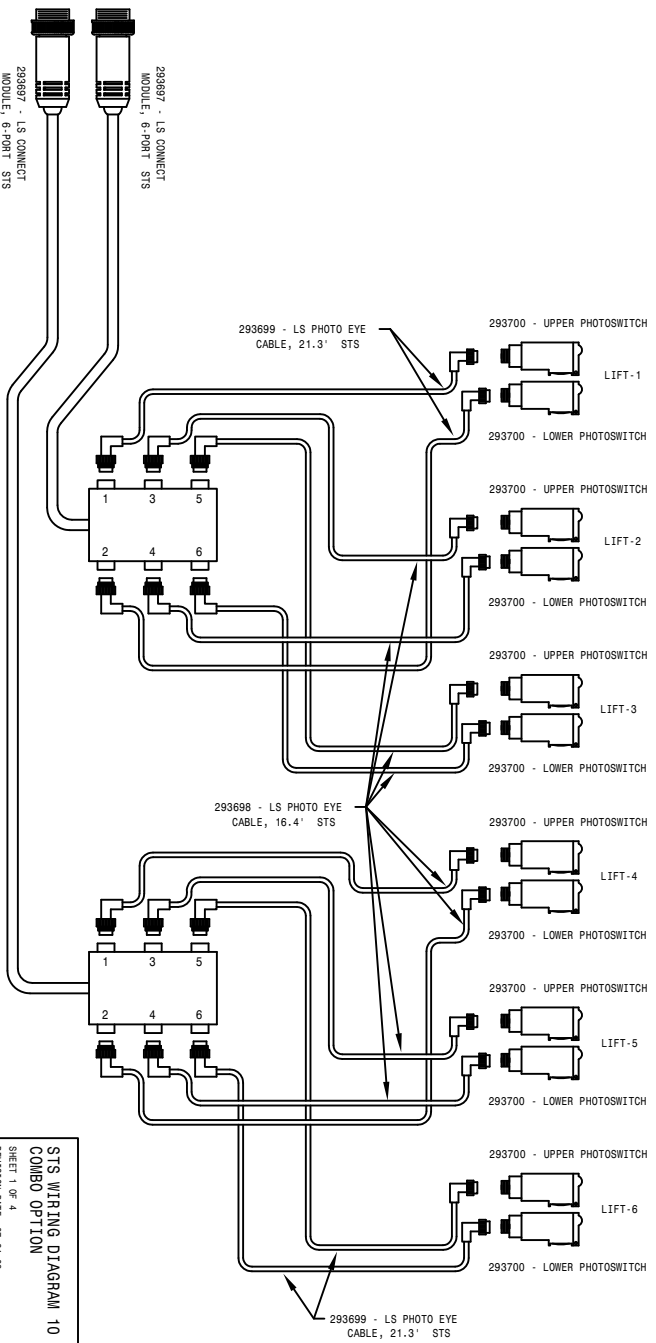 293697 - LS CONNECT
MODULE, 6-PORT STS
293697 - LS CONNECT
MODULE, 6-PORT STS
293699 - LS PHOTO EYE
CABLE, 21.3' STS
293700 - UPPER PHOTOSWITCH
LIFT-1
293700 - LOWER PHOTOSWITCH
1 3 5
2 4 6
293700 - UPPER PHOTOSWITCH
LIFT-2
293700 - LOWER PHOTOSWITCH
293700 - UPPER PHOTOSWITCH
LIFT-3
293700 - LOWER PHOTOSWITCH
293698 - LS PHOTO EYE
CABLE, 16.4' STS
293700 - UPPER PHOTOSWITCH
LIFT-4
293700 - LOWER PHOTOSWITCH
1 3 5
2 4 6
293700 - UPPER PHOTOSWITCH
LIFT-5
293700 - LOWER PHOTOSWITCH
293700 - UPPER PHOTOSWITCH
LIFT-6
293700 - LOWER PHOTOSWITCH
293699 - LS PHOTO EYE
CABLE, 21.3' STS
STS WIRING DIAGRAM 10
COMBO OPTION
SHEET 1 OF 4